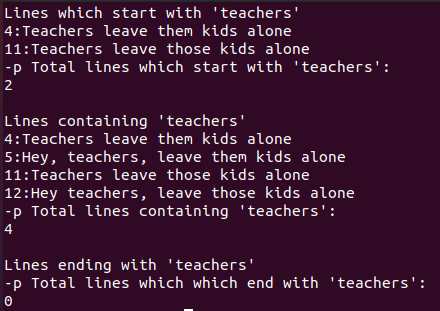 Lines which start with 'teachers'
4:Teachers leave them kids alone
11:Teachers leave those kids alone
-p Total lines which start with 'teachers':
2

Lines containing 'teachers'
4:Teachers leave them kids alone
5:Hey, teachers, leave them kids alone
11:Teachers leave those kids alone
12:Hey teachers, leave those kids alone
-p Total lines containing 'teachers':
4

Lines ending with 'teachers'
-p Total lines which which end with 'teachers':
0